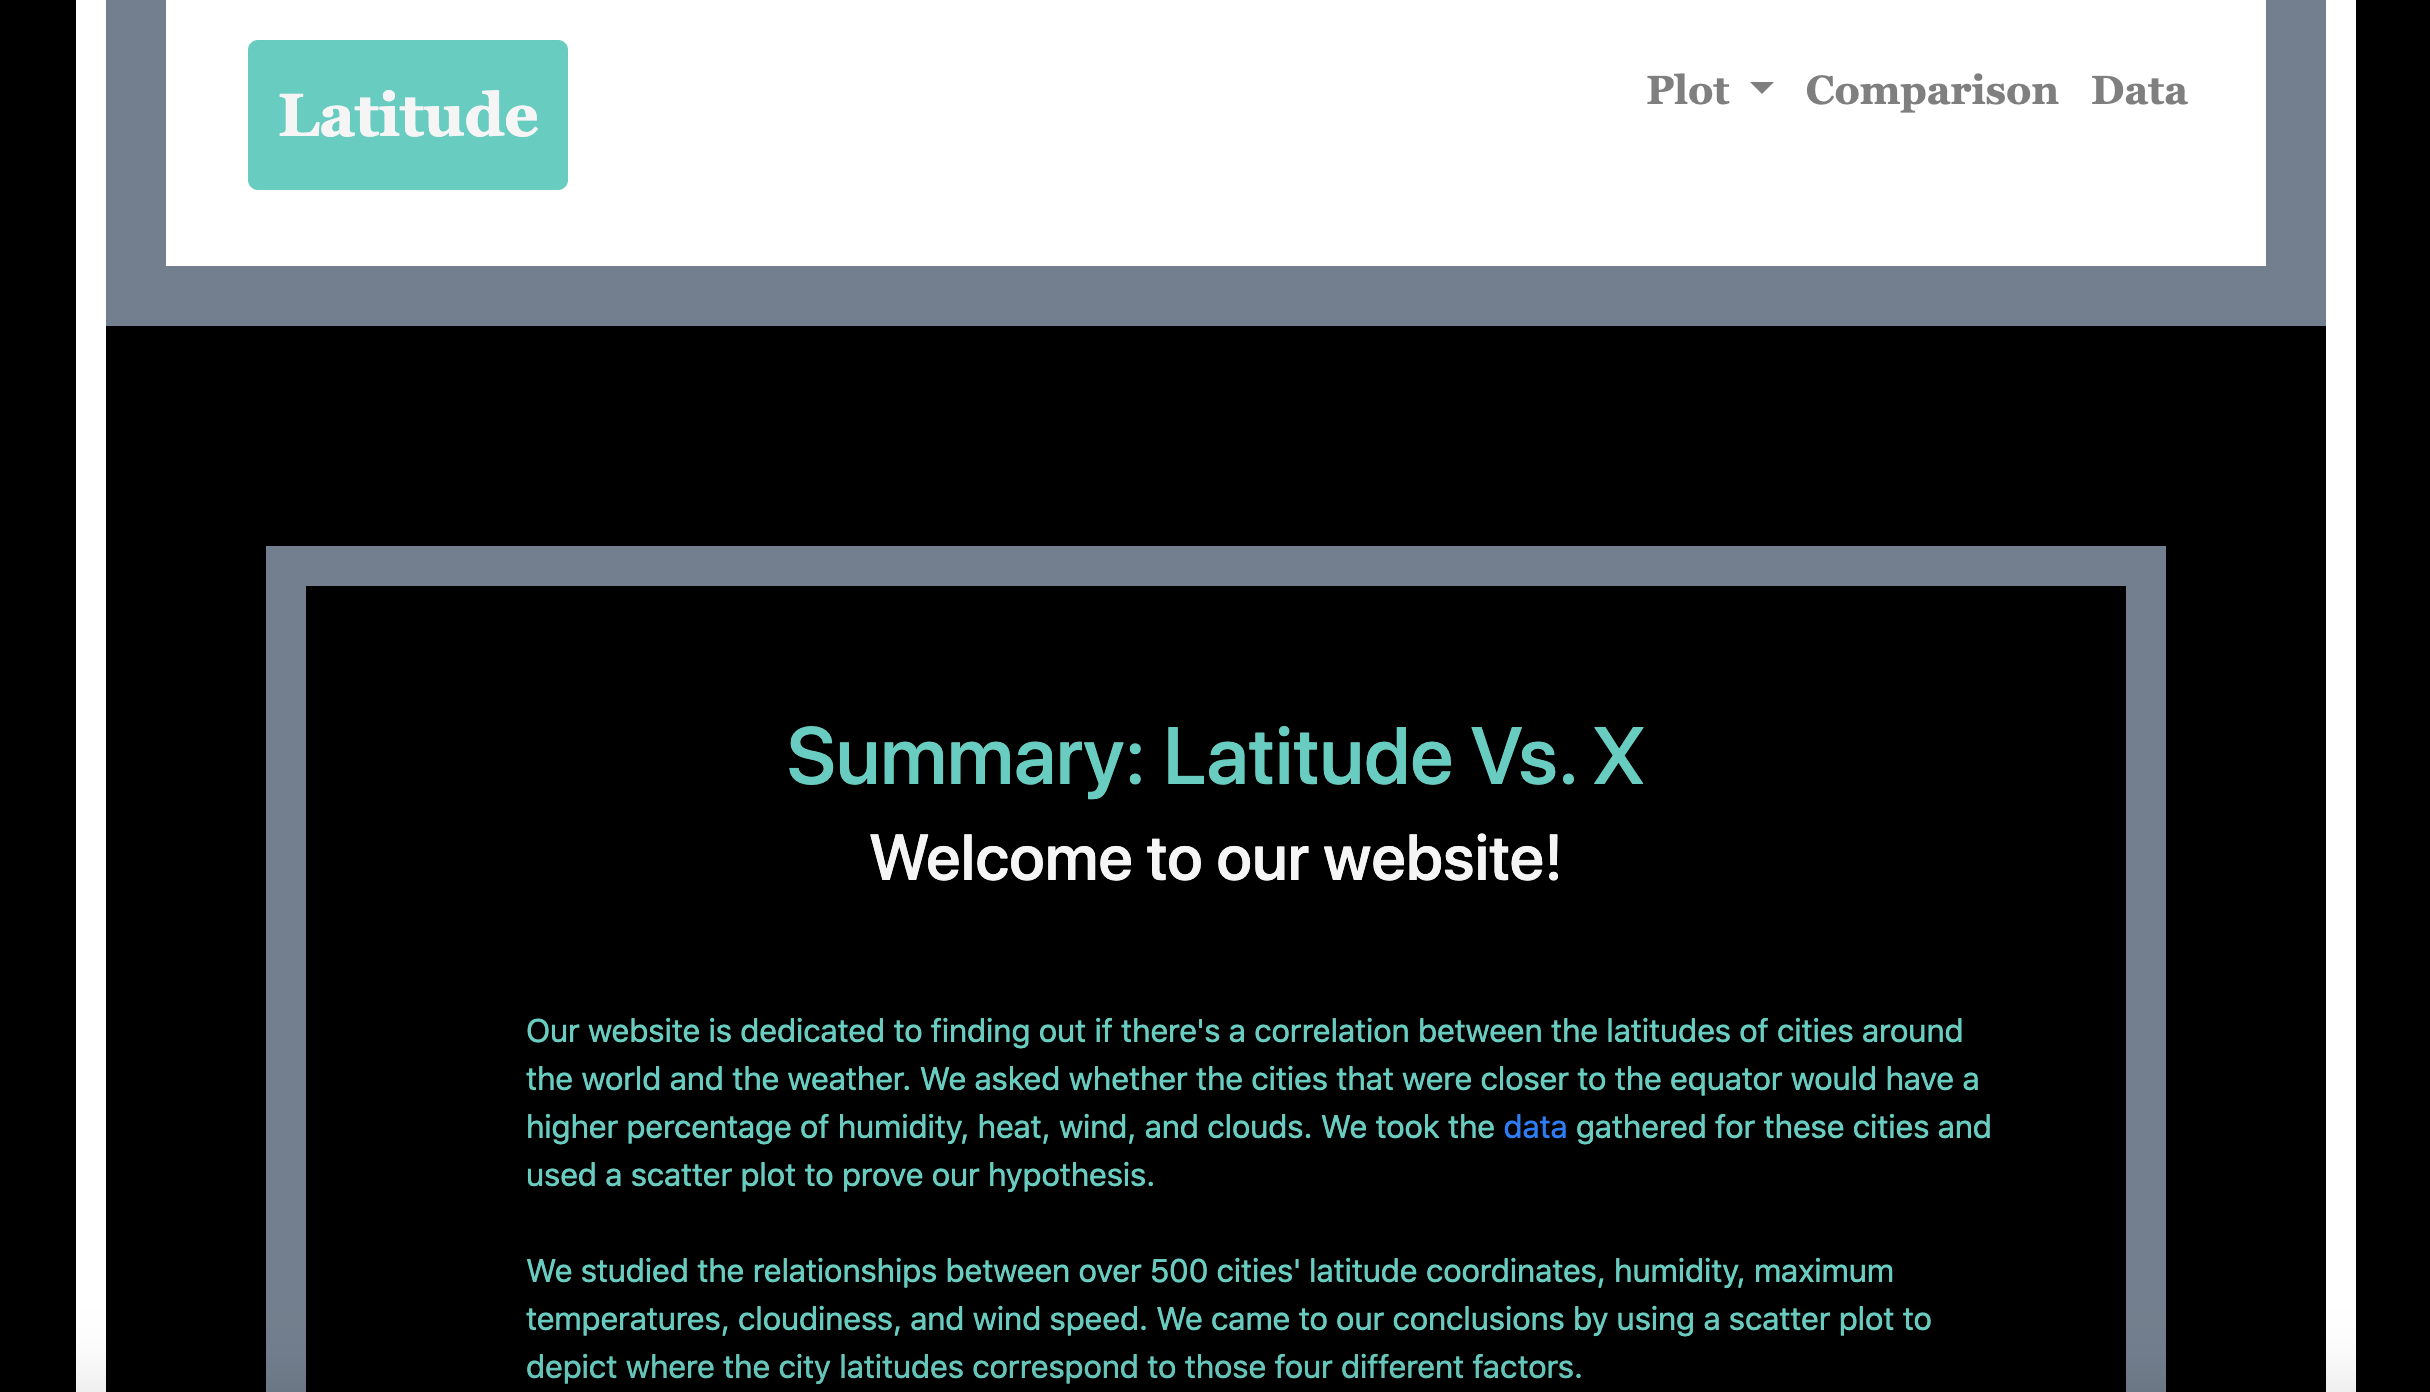 Latitude
Plot Comparison Data
Summary: Latitude Vs. X
Welcome to our website!
Our website is dedicated to finding out if there's a correlation between the latitudes of cities around
the world and the weather. We asked whether the cities that were closer to the equator would have a
higher percentage of humidity, heat, wind, and clouds. We took the data gathered for these cities and
used a scatter plot to prove our hypothesis.
We studied the relationships between over 500 cities' latitude coordinates, humidity, maximum
temperatures, cloudiness, and wind speed. We came to our conclusions by using a scatter plot to
depict where the city latitudes correspond to those four different factors.